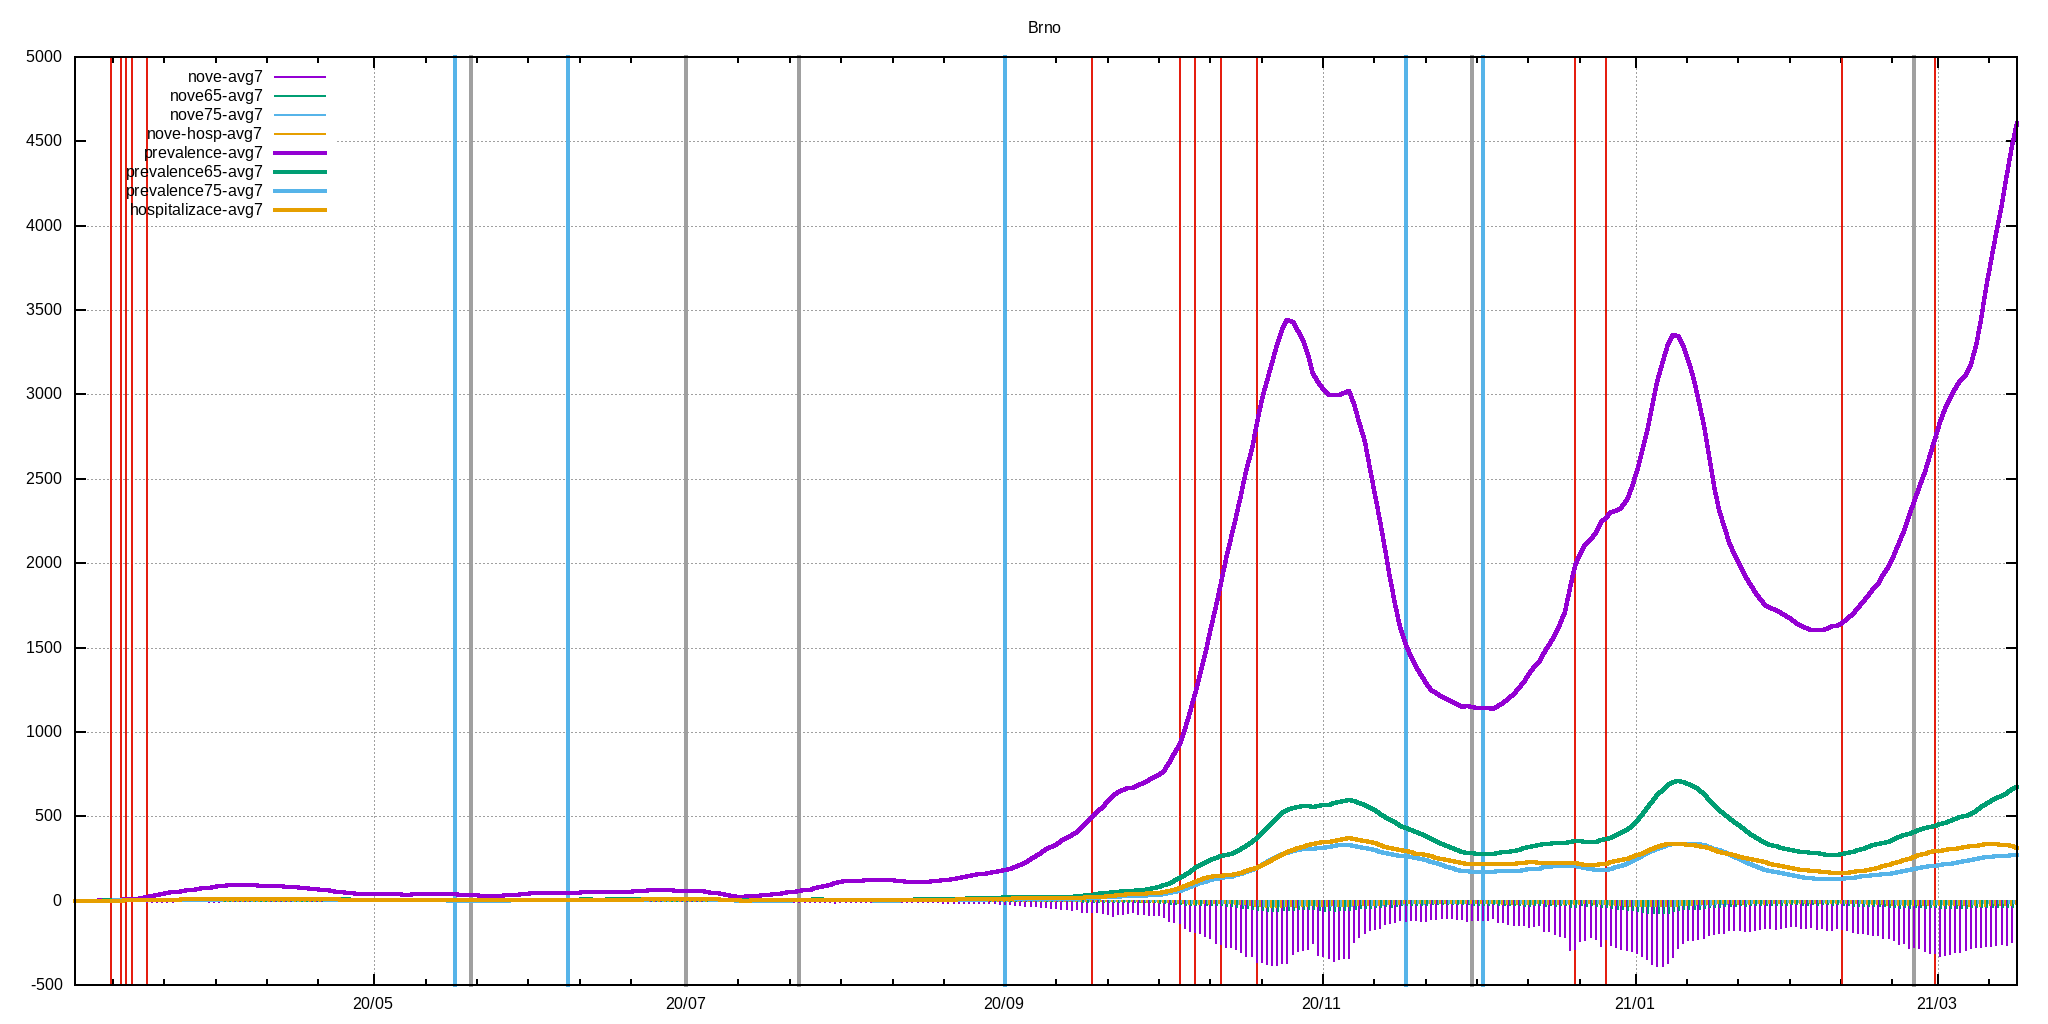 Brno
5000
4500
4000
3500
3000
2500
2000
1500
1000
500
0
-500
nove-avg7
nove65-avg7
nove75-avg7
nove-hosp-avg7
prevalence-avg7
prevalence65-avg7
prevalence75-avg7
hospitalizace-avg7
20/05 20/07 20/09 20/11 21/01 21/03